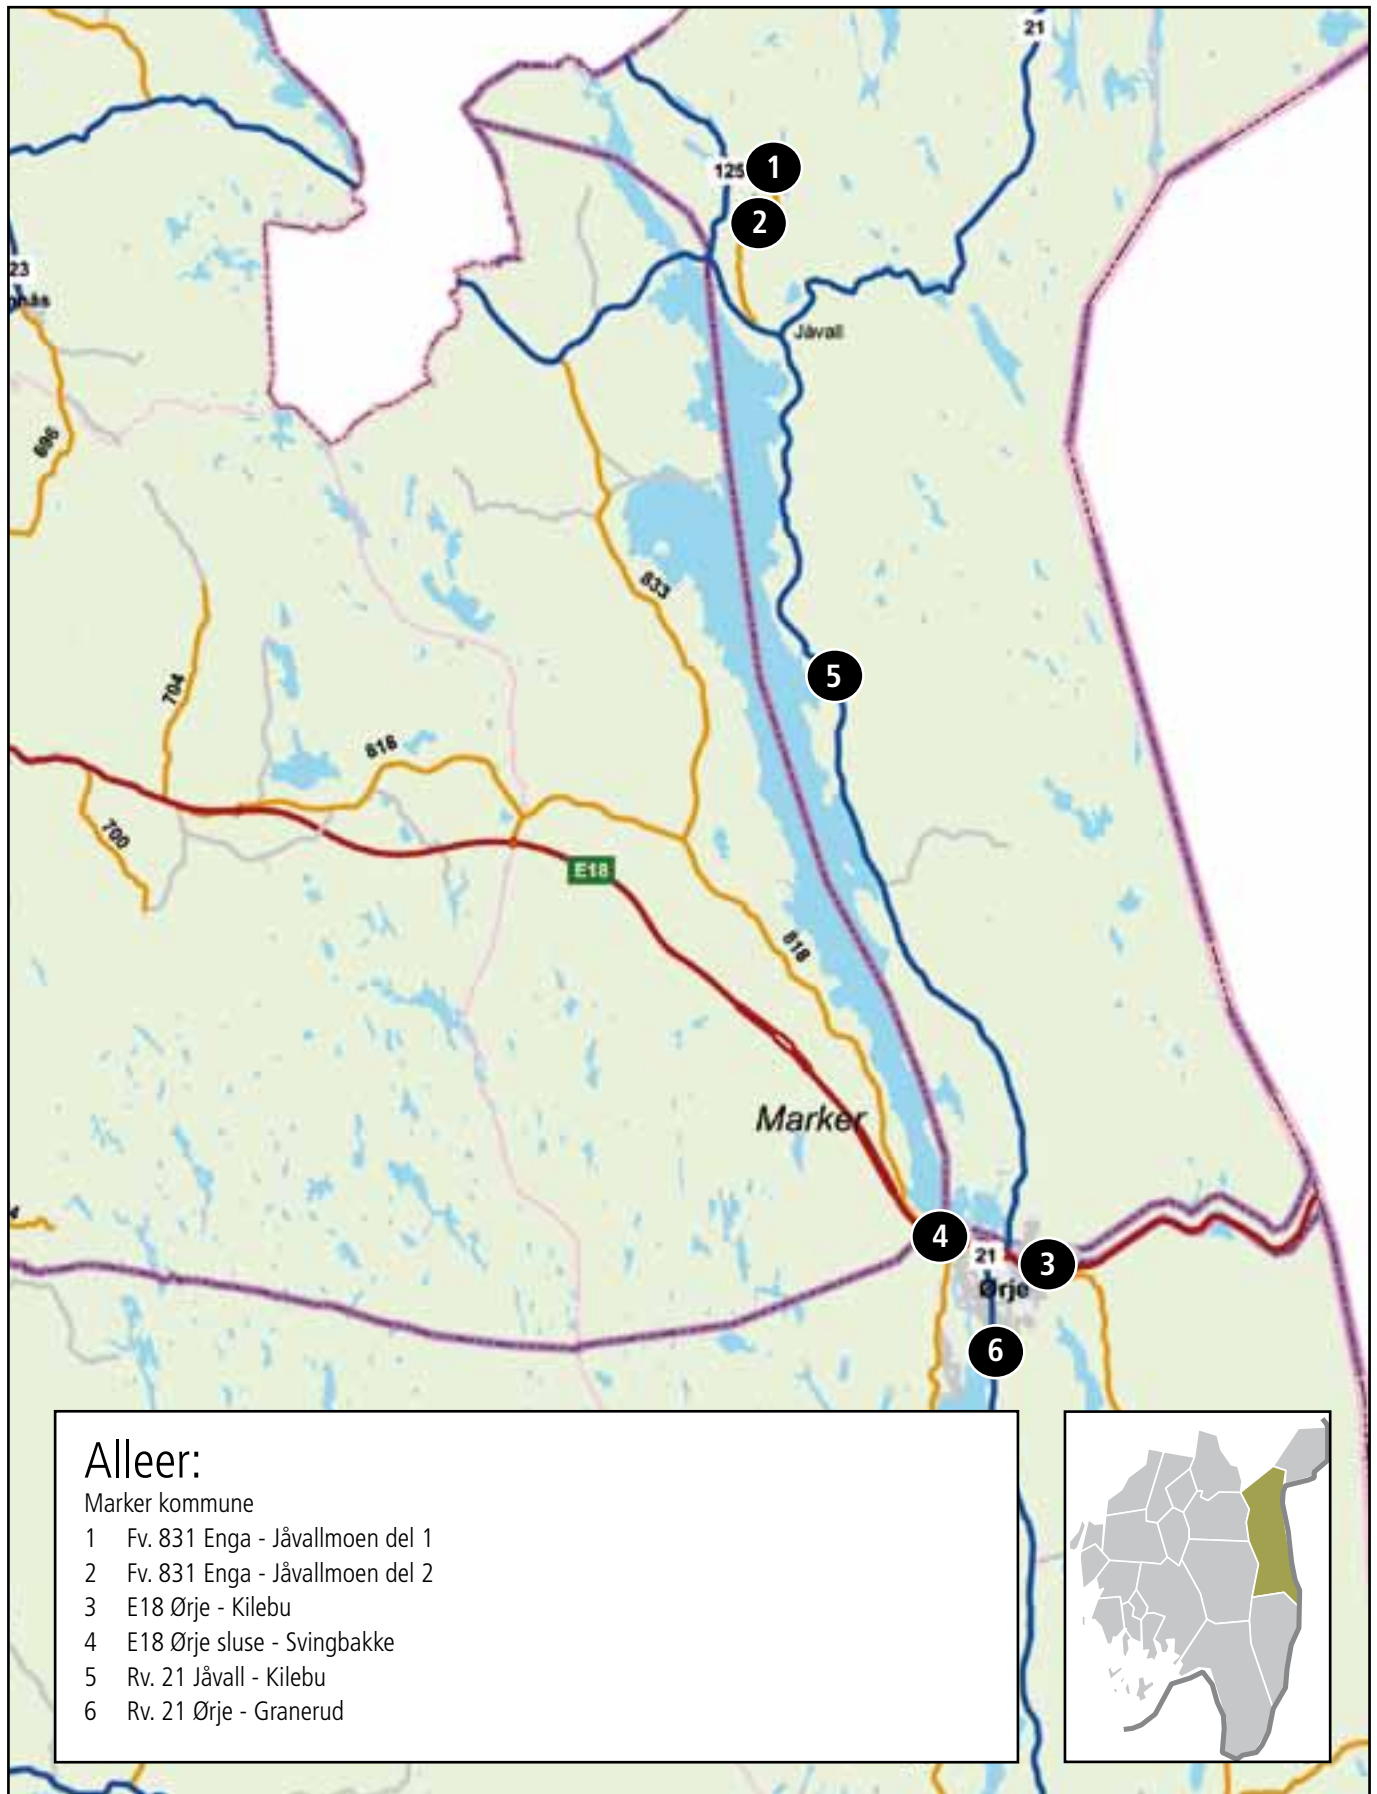 21
125
1
2
23
Jåvall
696
833
5
704
818
700
E18
818
Marker
4
4
21
3
Ørje
6
Alleer:
Marker kommune
1 Fv. 831 Enga - Jåvallmoen del 1
2 Fv. 831 Enga - Jåvallmoen del 2
3 E18 Ørje - Kilebu
4 E18 Ørje sluse - Svingbakke
5 Rv. 21 Jåvall - Kilebu
6 Rv. 21 Ørje - Granerud